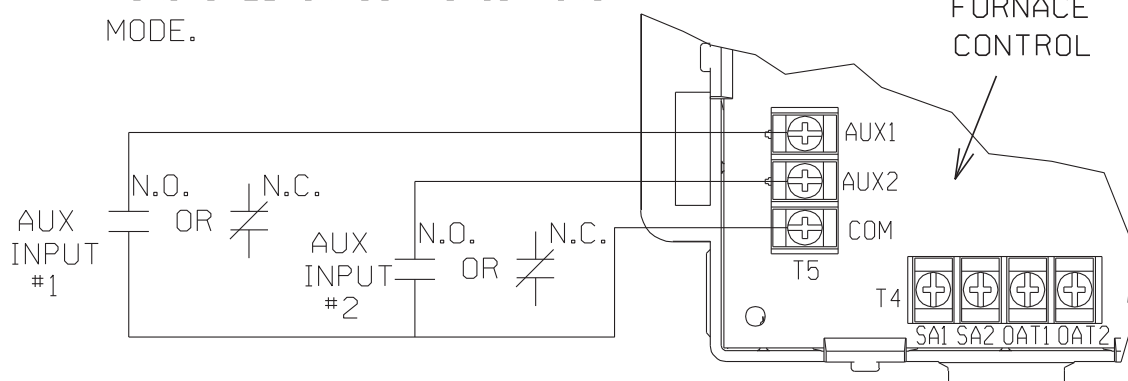 MODE.
FURNACE
CONTROL
AUX1
AUX2
COM
T5
N.O.
OR
N.C.
AUX
INPUT
#1
N.O.
OR
N.C.
AUX
INPUT
#2
T4
SA1 SA2 OAT1 OAT2